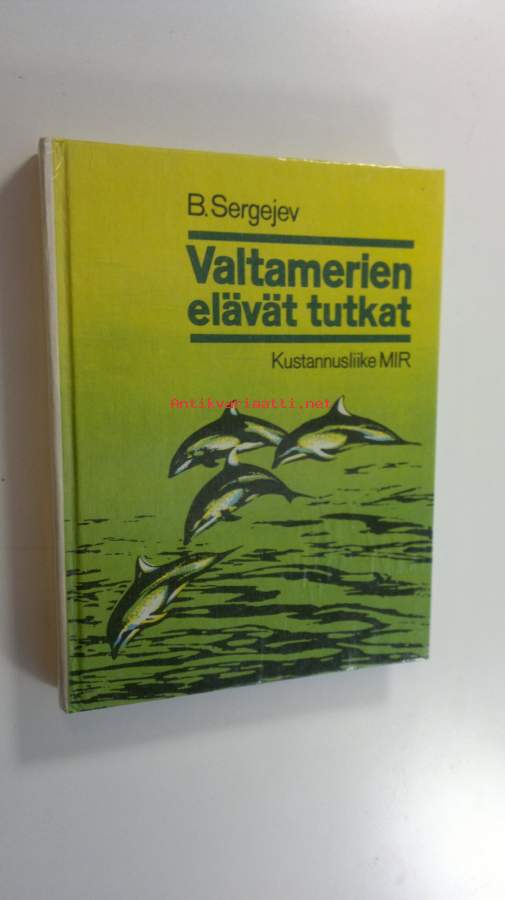 B. Sergejev
Valtamerien
elävät tutkat
Kustannusliike MIR
Antikvariaatti.net